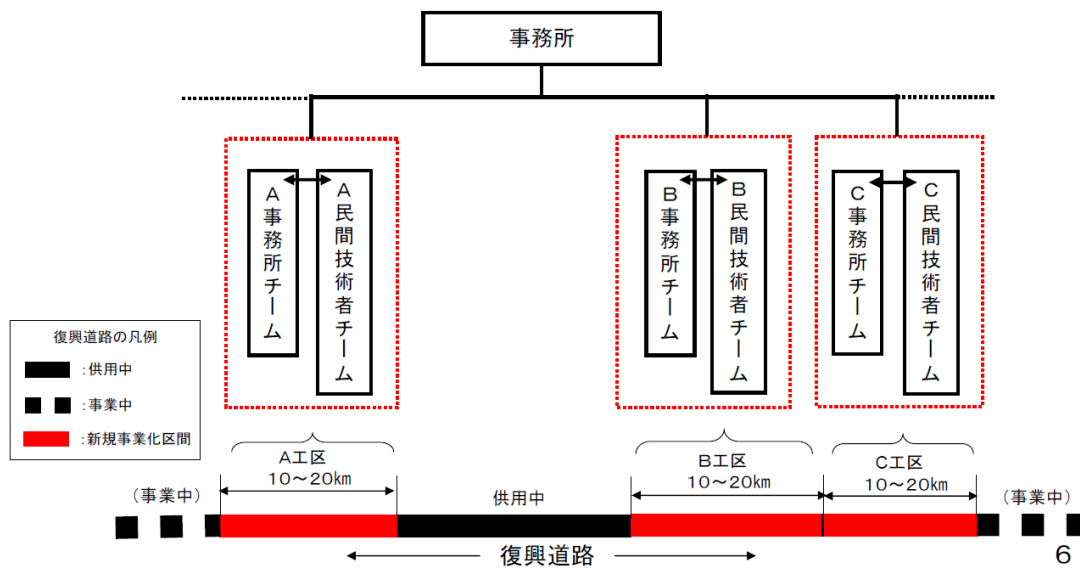 事務所
A事務所チーム
A民間技術者チーム
B事務所チーム
B民間技術者チーム
C事務所チーム
C民間技術者チーム
復興道路の凡例
:供用中
:事業中
:新規事業化区間
A工区
10~20km
B工区
10~20km
C工区
10~20km
(事業中)
供用中
(事業中)
復興道路
6